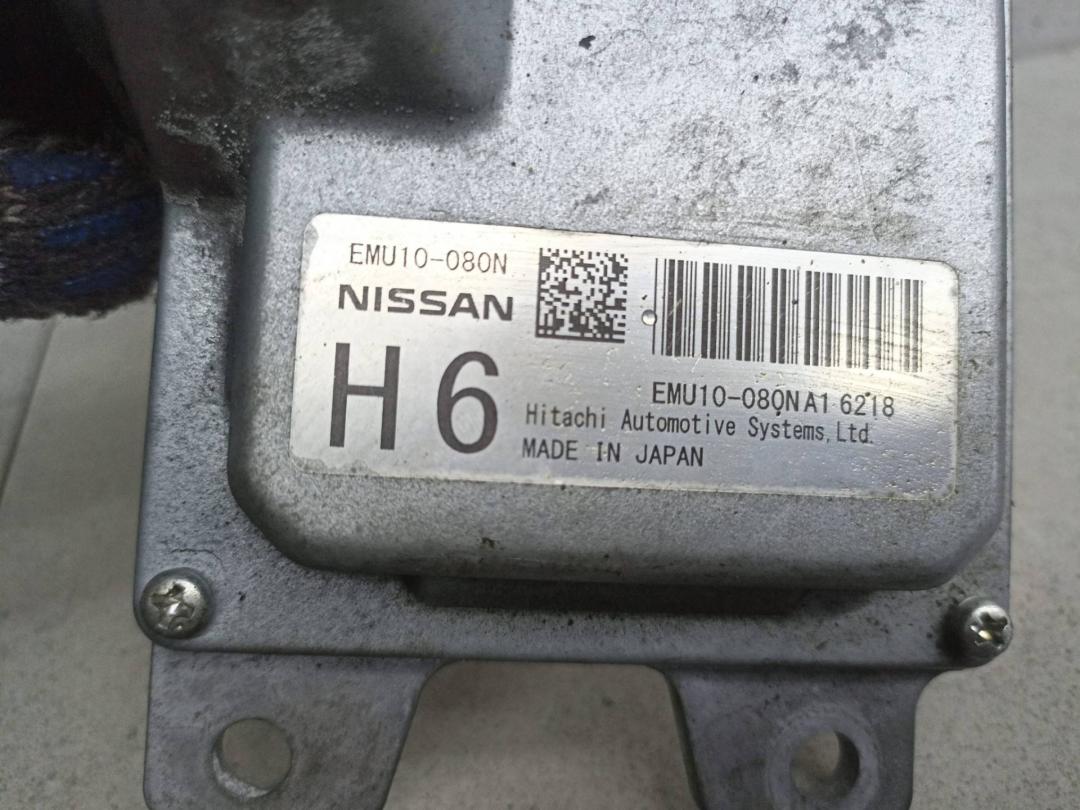 EMU10-080N
NISSAN
H6
EMU10-080NA1 6218
Hitachi Automotive Systems, Ltd.
MADE IN JAPAN